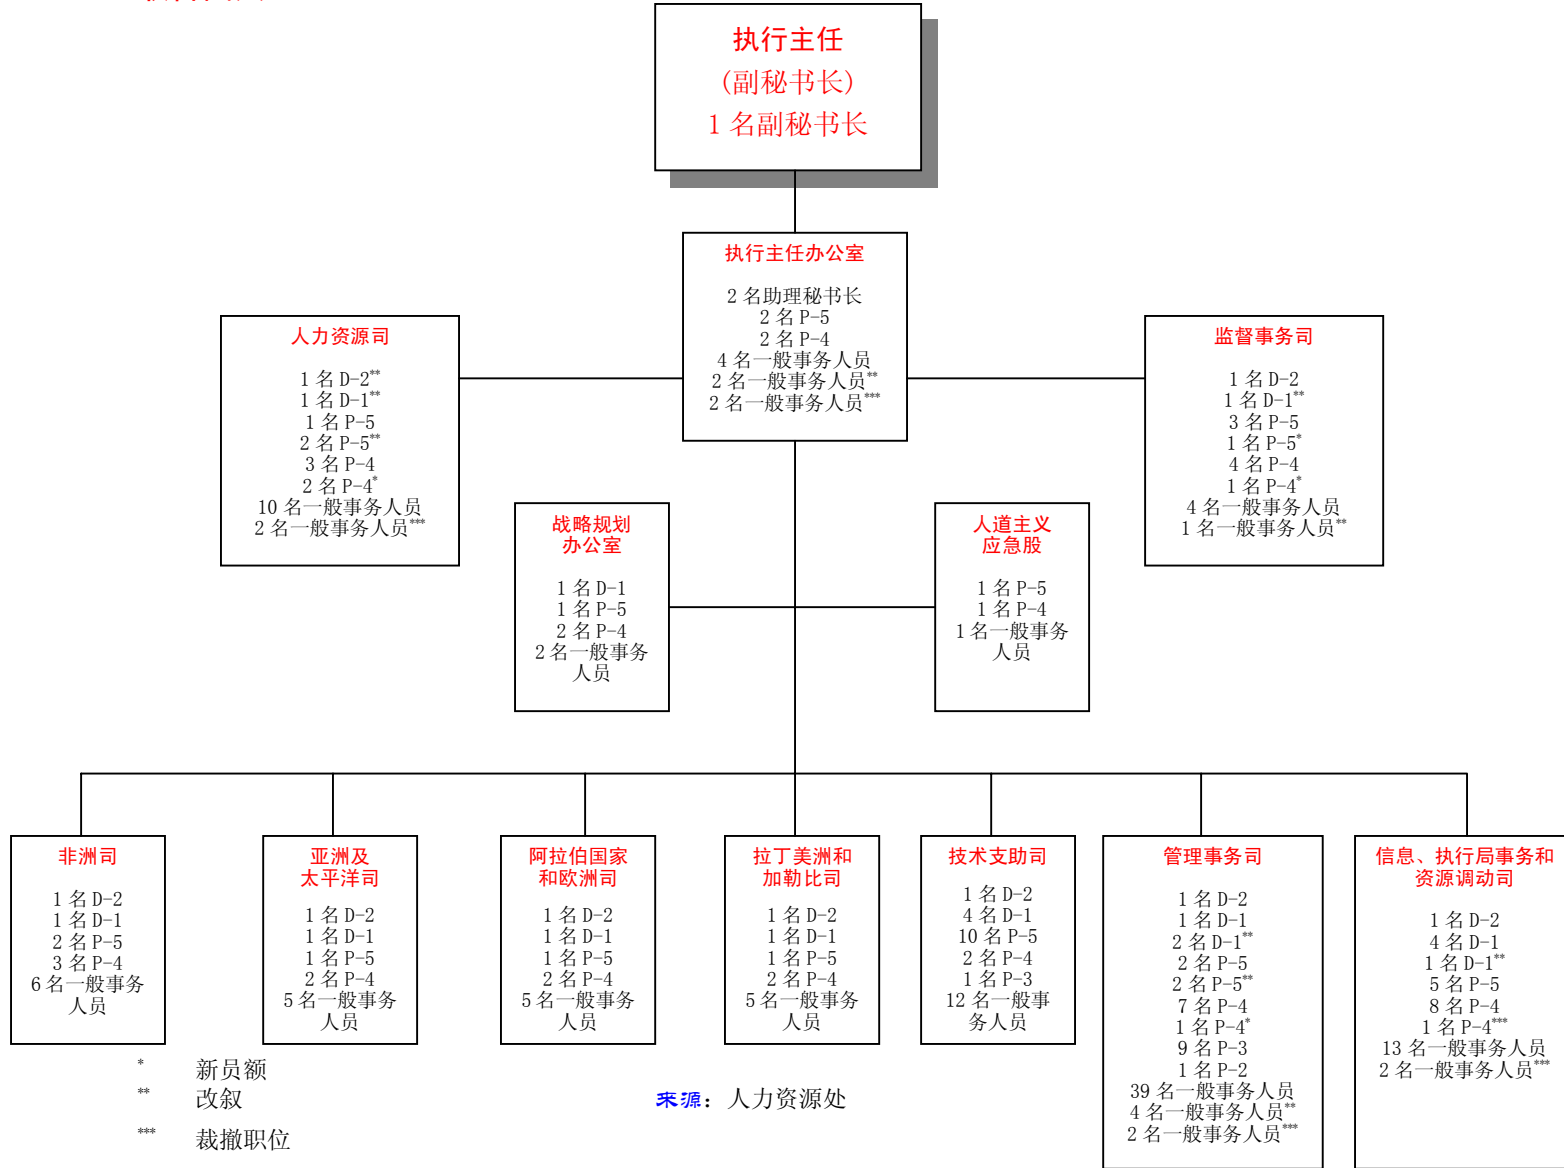 执行主任
(副秘书长)
1 名副秘书长
执行主任办公室
2 名助理秘书长
2 名 P-5
2 名 P-4
4 名一般事务人员
2 名一般事务人员**
2 名一般事务人员***
人力资源司
1 名 D-2**
1 名 D-1**
1 名 P-5
2 名 P-5**
3 名 P-4
2 名 P-4*
10 名一般事务人员
2 名一般事务人员***
监督事务司
1 名 D-2
1 名 D-1**
3 名 P-5
1 名 P-5*
4 名 P-4
1 名 P-4*
4 名一般事务人员
1 名一般事务人员**
战略规划
办公室
1 名 D-1
1 名 P-5
2 名 P-4
2 名一般事务
人员
人道主义
应急股
1 名 P-5
1 名 P-4
1 名一般事务
人员
非洲司
1 名 D-2
1 名 D-1
2 名 P-5
3 名 P-4
6 名一般事务
人员
亚洲及
太平洋司
1 名 D-2
1 名 D-1
1 名 P-5
2 名 P-4
5 名一般事务
人员
阿拉伯国家
和欧洲司
1 名 D-2
1 名 D-1
1 名 P-5
2 名 P-4
5 名一般事务
人员
拉丁美洲和
加勒比司
1 名 D-2
1 名 D-1
1 名 P-5
2 名 P-4
5 名一般事务
人员
技术支助司
1 名 D-2
4 名 D-1
10 名 P-5
2 名 P-4
1 名 P-3
12 名一般事
务人员
管理事务司
1 名 D-2
1 名 D-1
2 名 D-1**
2 名 P-5
2 名 P-5**
7 名 P-4
1 名 P-4*
9 名 P-3
1 名 P-2
39 名一般事务人员
4 名一般事务人员**
2 名一般事务人员***
信息、执行局事务和
资源调动司
1 名 D-2
4 名 D-1
1 名 D-1**
5 名 P-5
8 名 P-4
1 名 P-4***
13 名一般事务人员
2 名一般事务人员***
* 新员额
** 改叙
*** 裁撤职位
来源：人力资源处